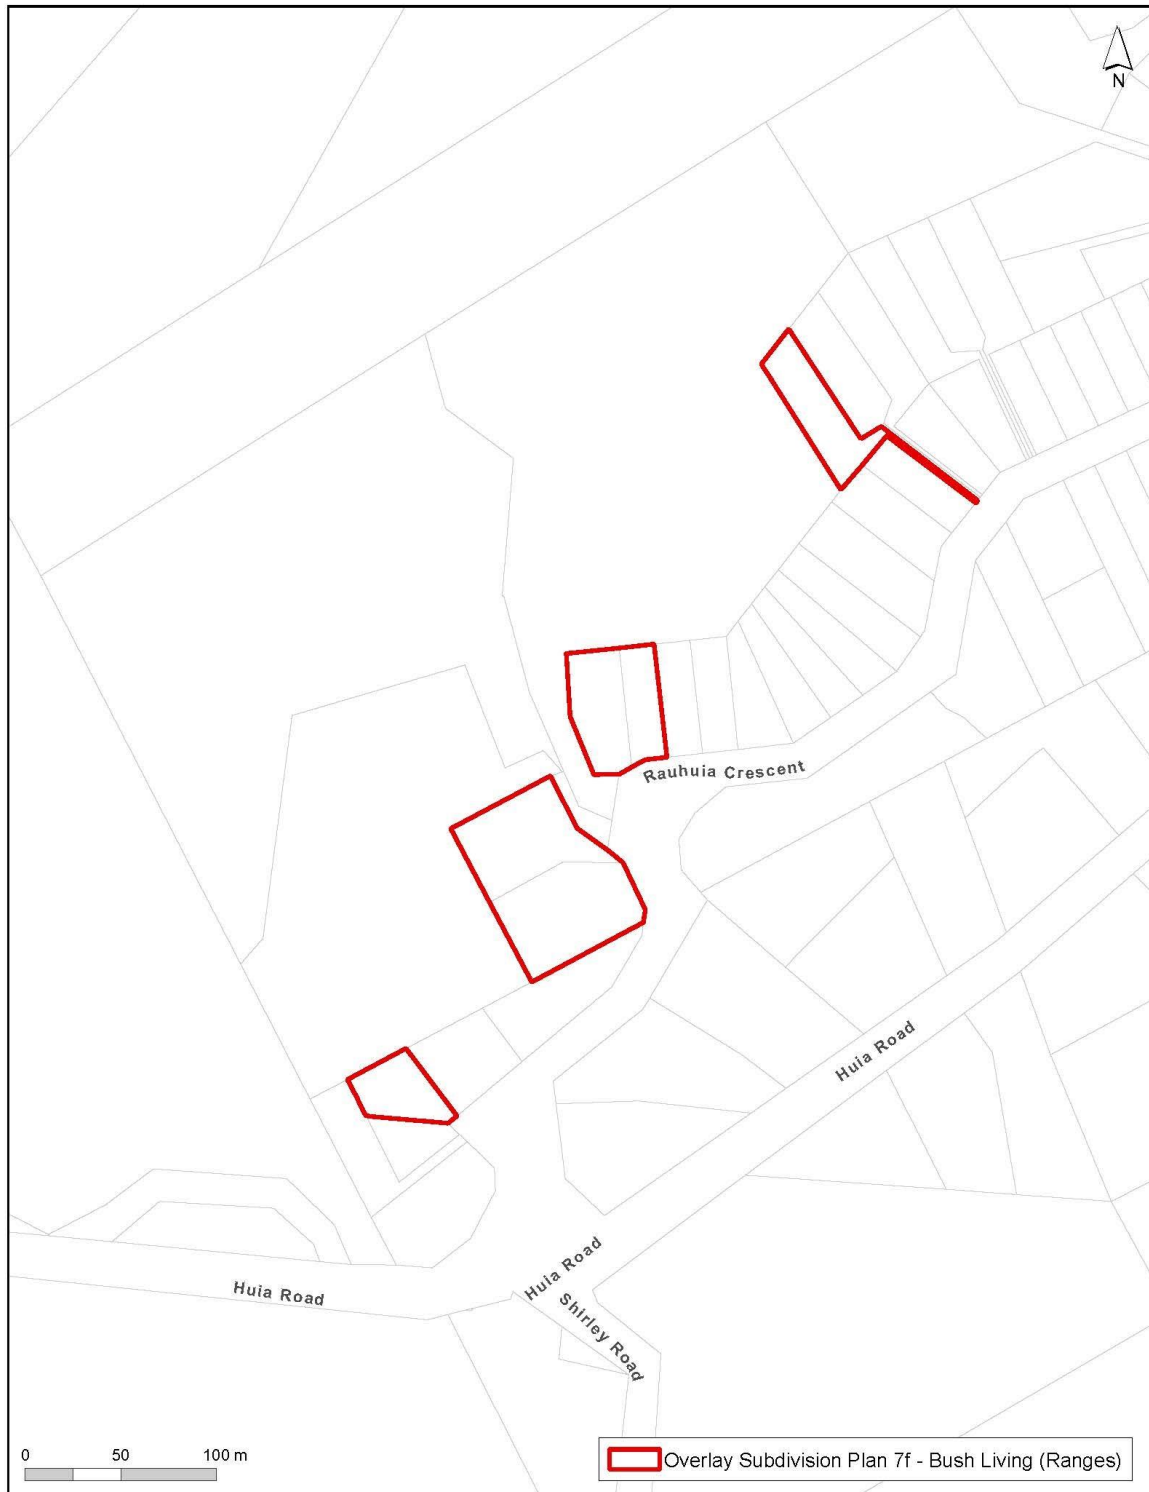 N
Rauhuia Crescent
Huia Road
Huia Road
Huia Road
Shirley Road
0 50 100 m
Overlay Subdivision Plan 7f - Bush Living (Ranges)